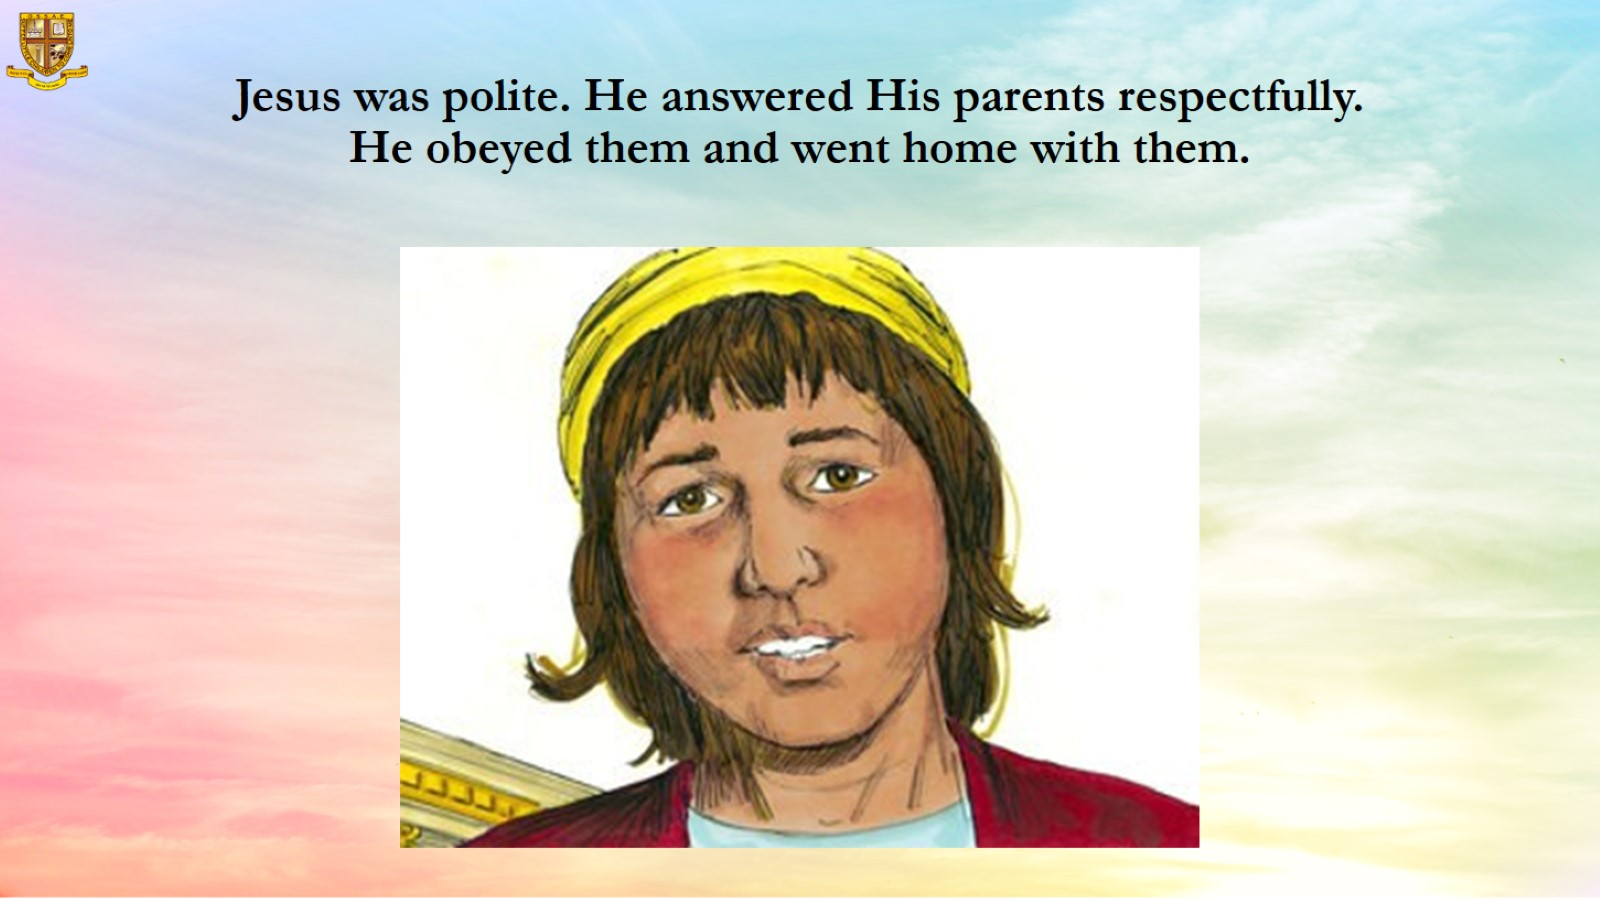 Jesus was polite. He answered His parents respectfully.
He obeyed them and went home with them.